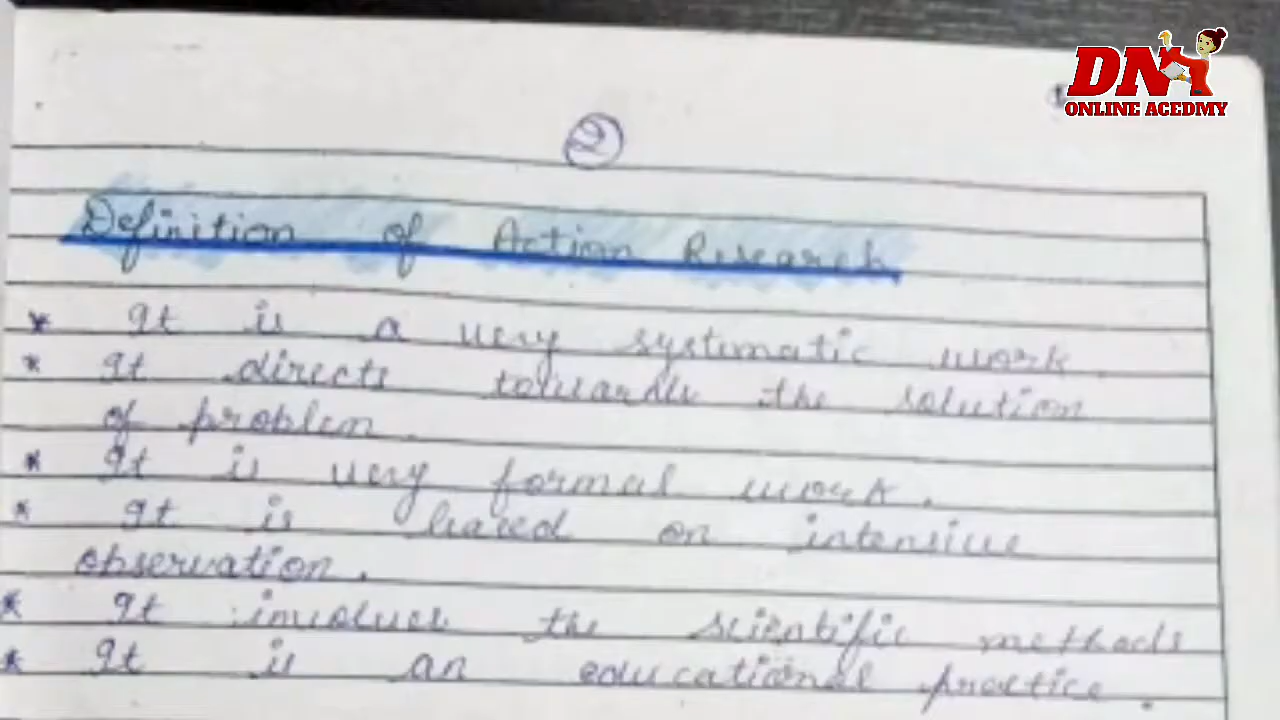 DNY
ONLINE ACEDMY
2
Definition of Action Research
* It is a very systematic work
* It directs towards the solution
of problem.
* It is very formal work.
* It is based on intensive
observation.
* It involves the scientific methods
* It is an educational practice.